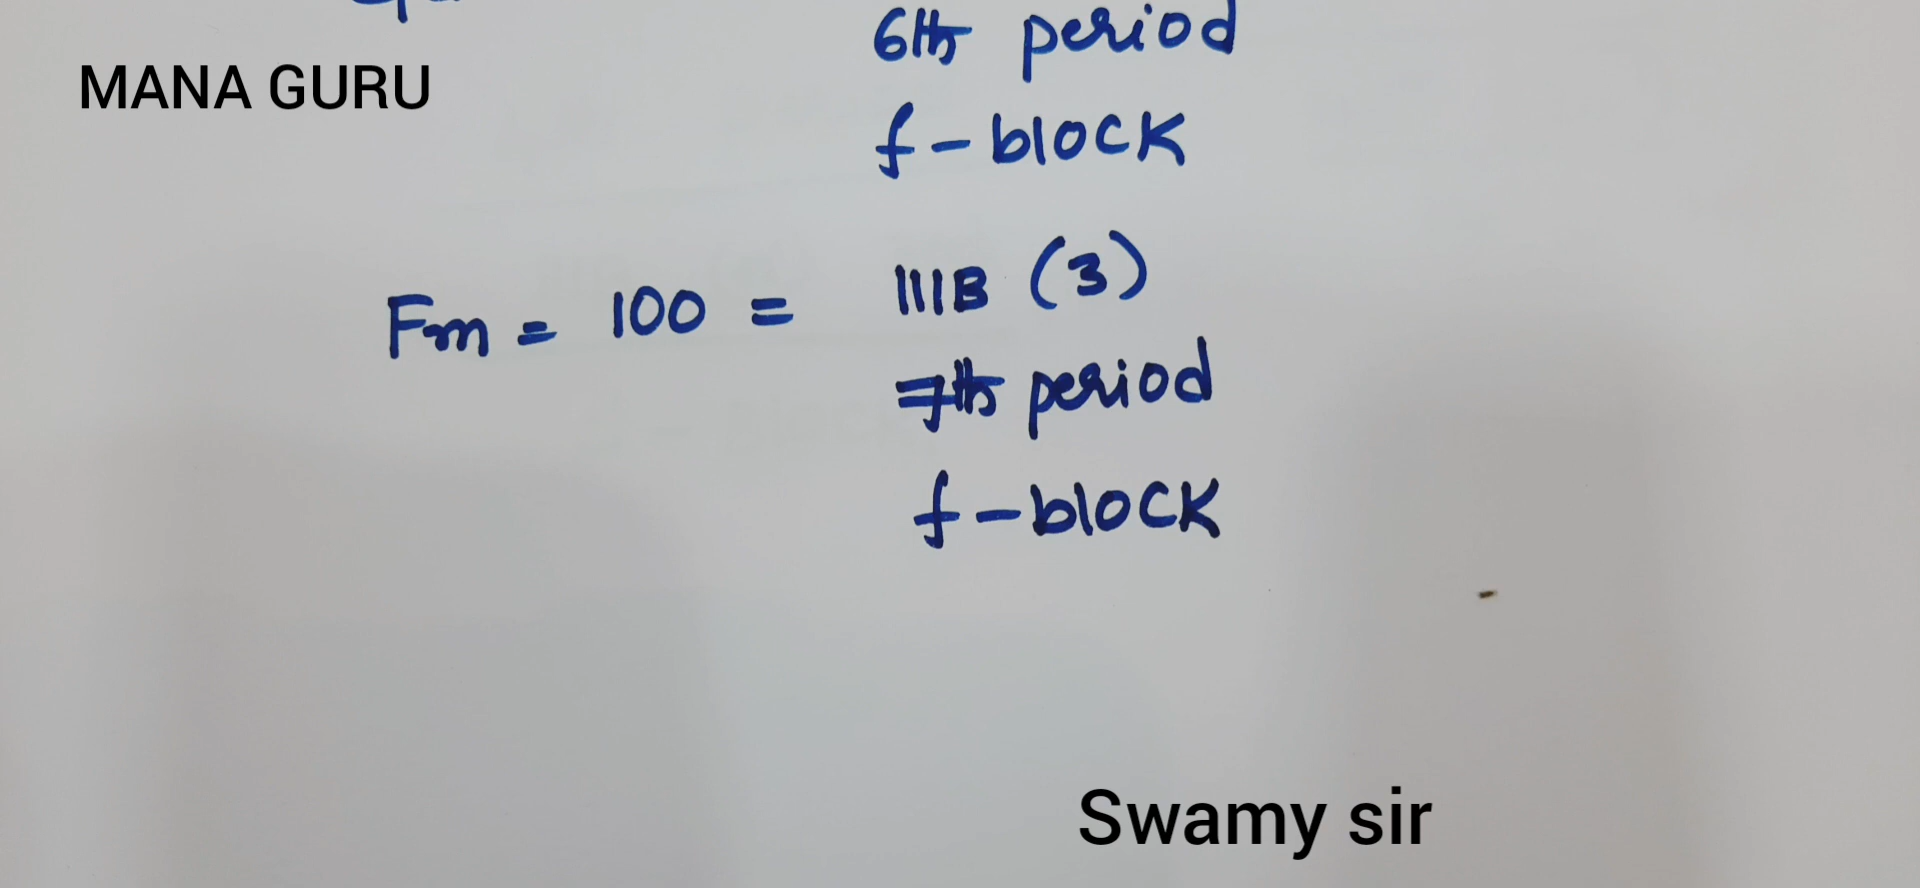 6th period
MANA GURU
f-block
Fm = 100 = IIIB (3)
7th period
f-block
Swamy sir